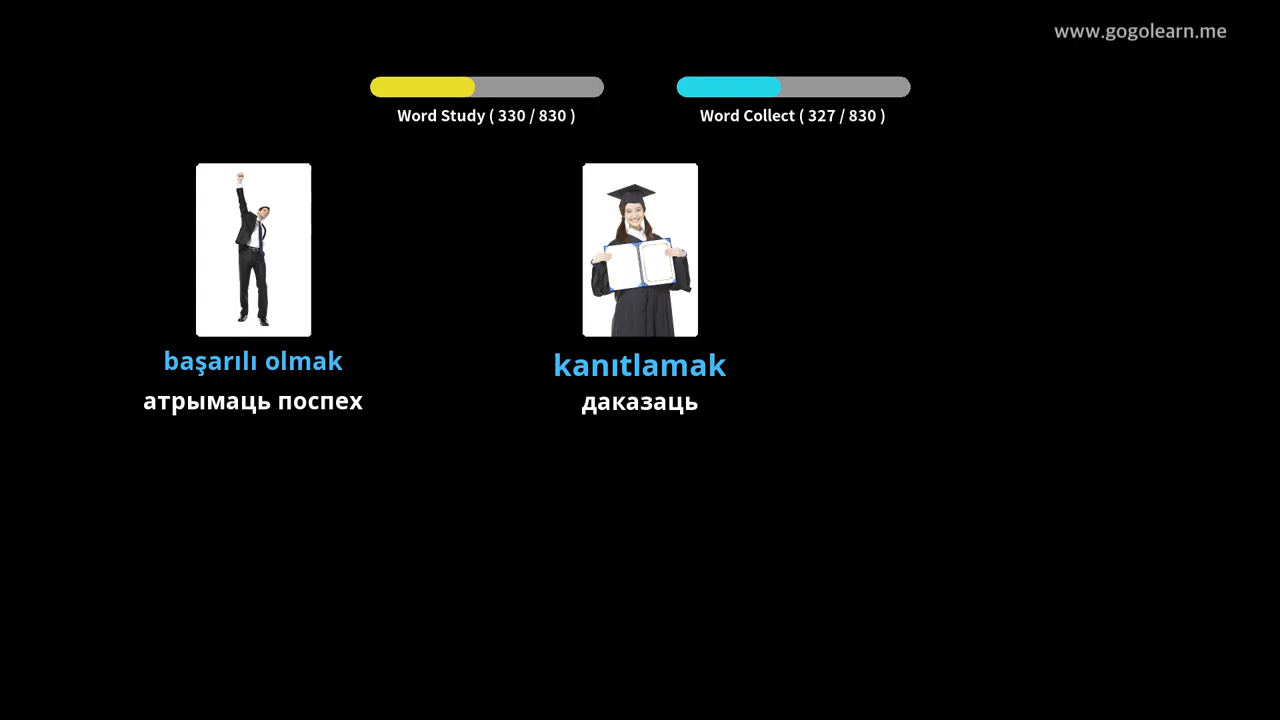 www.gogolearn.me
Word Study ( 330 / 830 )
Word Collect ( 327 / 830 )
başarılı olmak
атрымаць поспех
kanıtlamak
даказаць